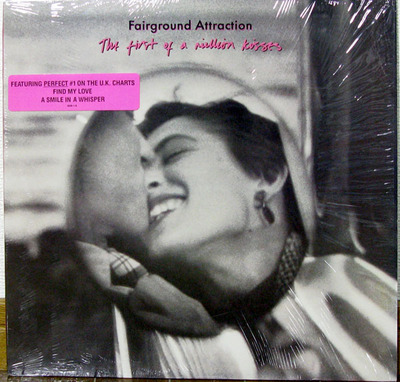 Fairground Attraction
The first of a million kisses
FEATURING PERFECT #1 ON THE U.K. CHARTS
FIND MY LOVE
A SMILE IN A WHISPER